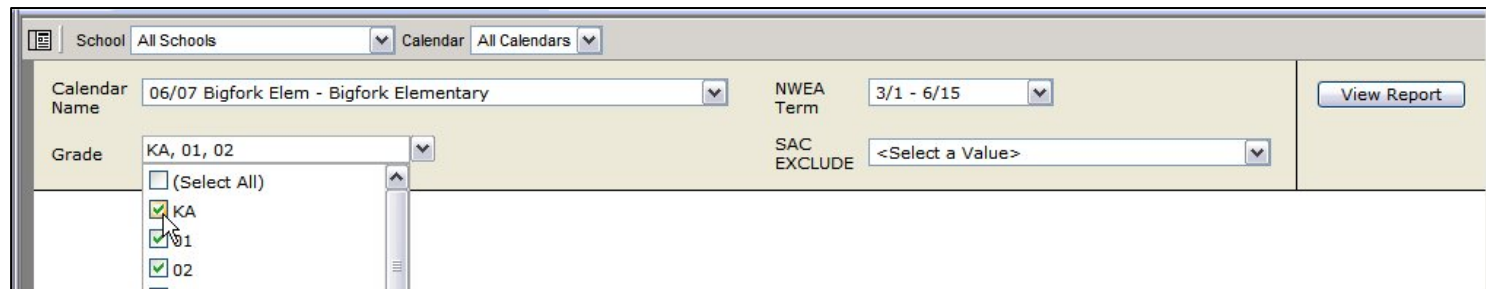 School All Schools Calendar All Calendars
Calendar Name 06/07 Bigfork Elem - Bigfork Elementary NWEA Term 3/1 - 6/15 View Report
Grade KA, 01, 02 SAC EXCLUDE <Select a Value>
(Select All)
KA
01
02